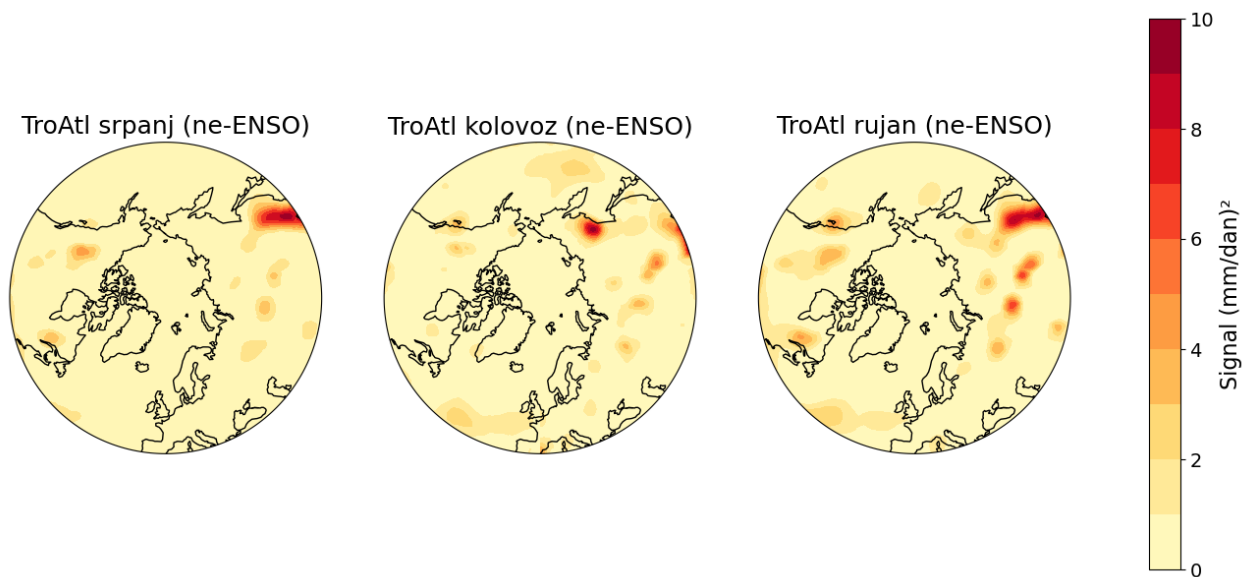 TroAtl srpanj (ne-ENSO)
TroAtl kolovoz (ne-ENSO)
TroAtl rujan (ne-ENSO)
10
8
6
4
2
0
Signal (mm/dan)²